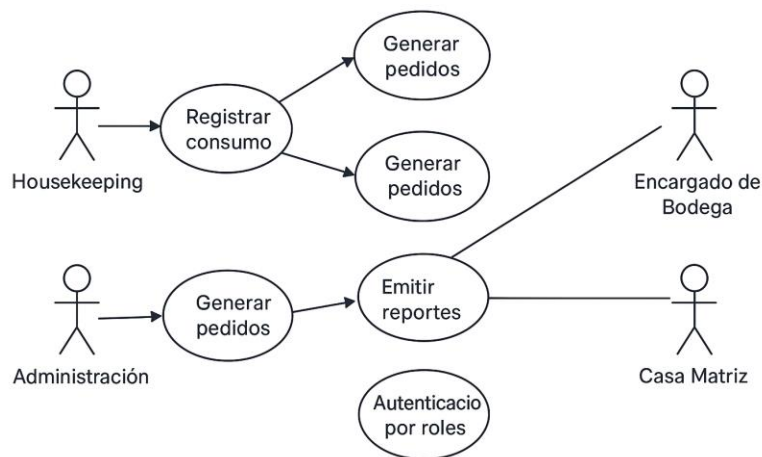 Generar
pedidos
Registrar
consumo
Housekeeping
Generar
pedidos
Encargado de
Bodega
Generar
pedidos
Emitir
reportes
Administración
Casa Matriz
Autenticacio
por roles